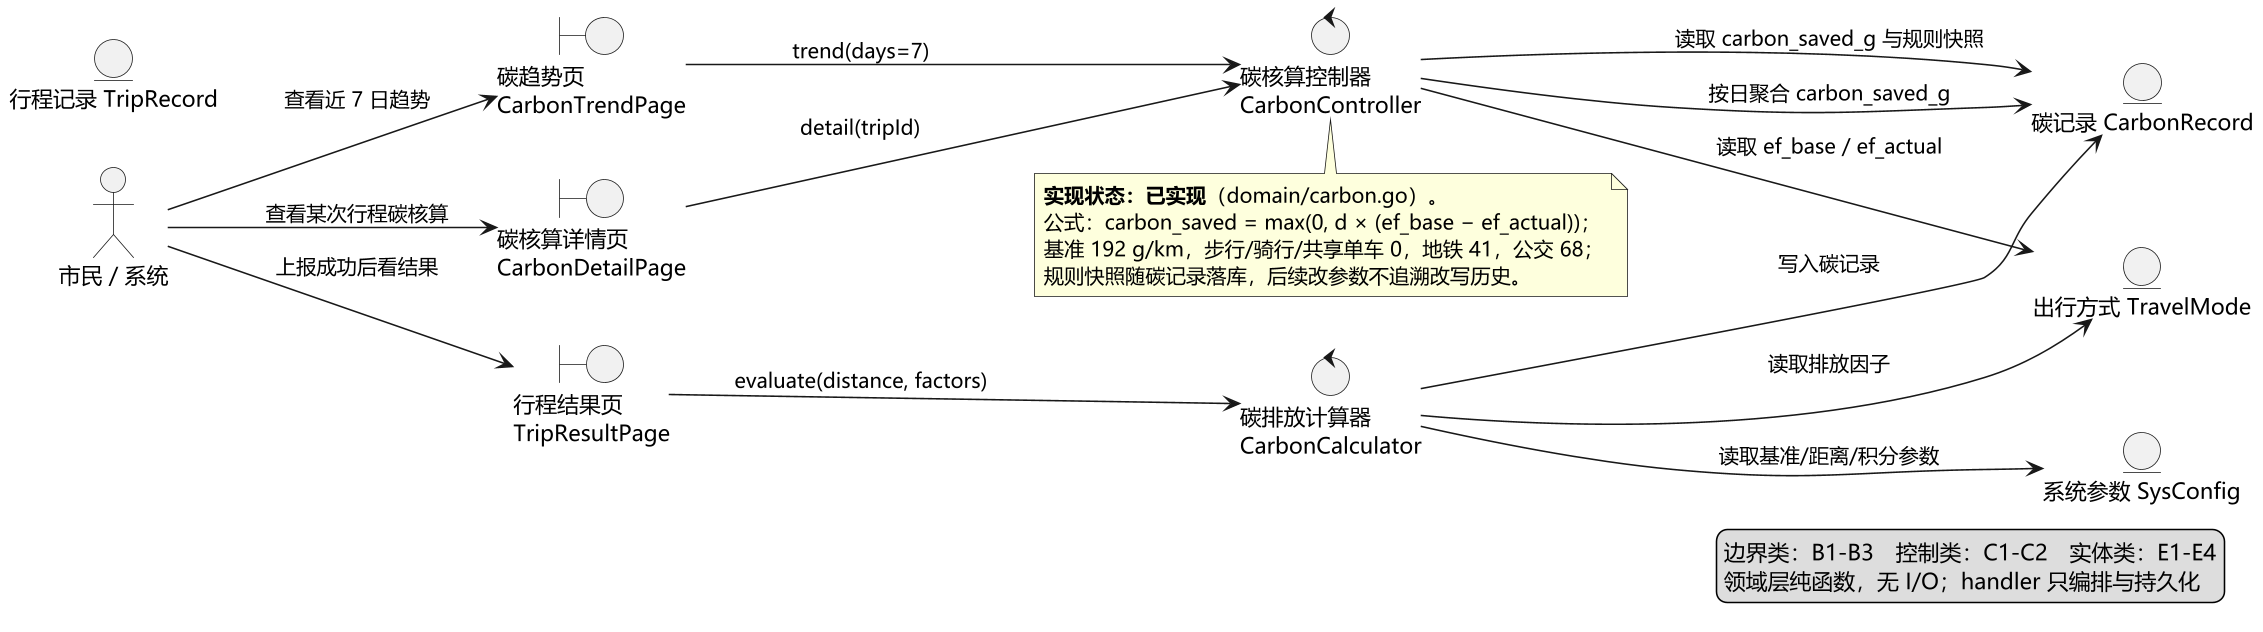 行程记录 TripRecord
市民 / 系统
查看近 7 日趋势
查看某次行程碳核算
上报成功后看结果
碳趋势页
CarbonTrendPage
碳核算详情页
CarbonDetailPage
行程结果页
TripResultPage
trend(days=7)
detail(tripId)
evaluate(distance, factors)
碳核算控制器
CarbonController
实现状态：已实现（domain/carbon.go）。
公式：carbon_saved = max(0, d × (ef_base − ef_actual))；
基准 192 g/km，步行/骑行/共享单车 0，地铁 41，公交 68；
规则快照随碳记录落库，后续改参数不追溯改写历史。
碳排放计算器
CarbonCalculator
读取 carbon_saved_g 与规则快照
按日聚合 carbon_saved_g
读取 ef_base / ef_actual
写入碳记录
读取排放因子
读取基准/距离/积分参数
碳记录 CarbonRecord
出行方式 TravelMode
系统参数 SysConfig
边界类：B1-B3　控制类：C1-C2　实体类：E1-E4
领域层纯函数，无 I/O；handler 只编排与持久化